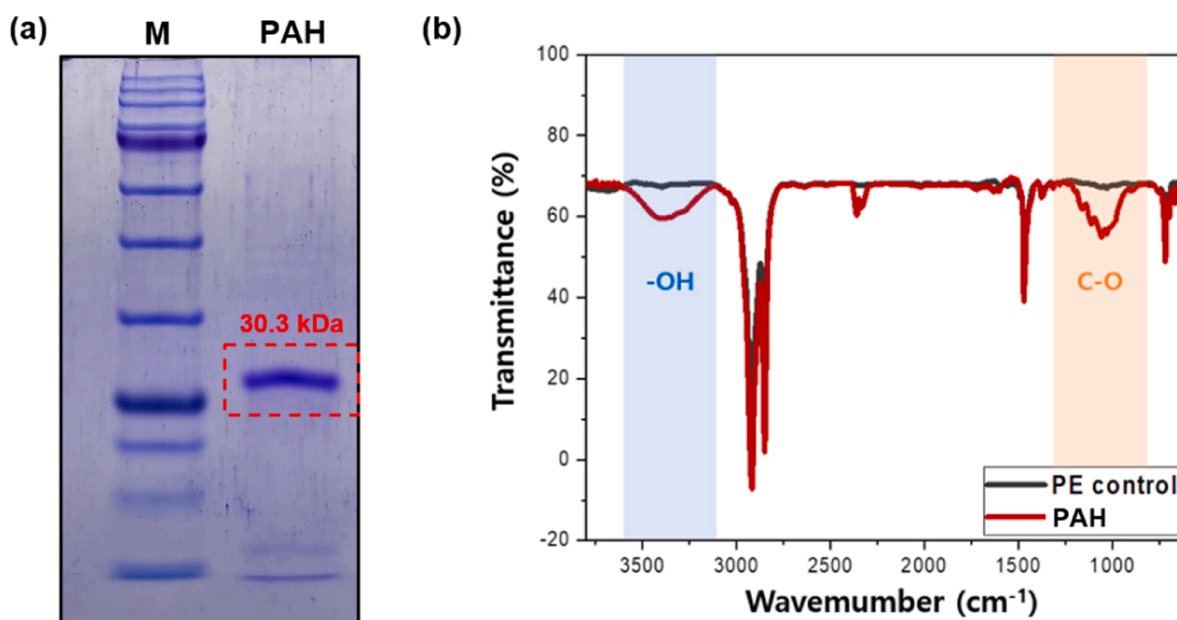 (a)
M PAH
30.3 kDa
(b)
Transmittance (%)
100
80
60
40
20
0
-20
-OH
C-O
PE control
PAH
3500 3000 2500 2000 1500 1000
Wavemumber (cm⁻¹)